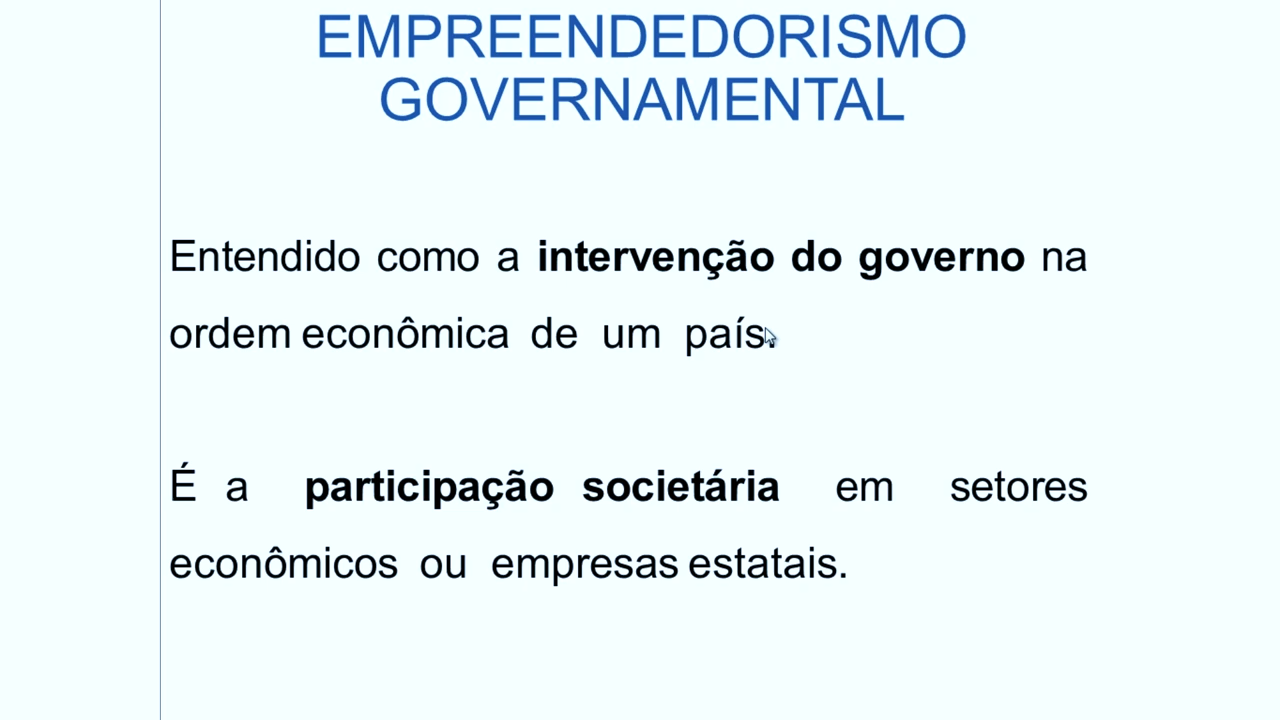 EMPREENDEDORISMO
GOVERNAMENTAL
Entendido como a intervenção do governo na
ordem econômica de um país.
É a participação societária em setores
econômicos ou empresas estatais.